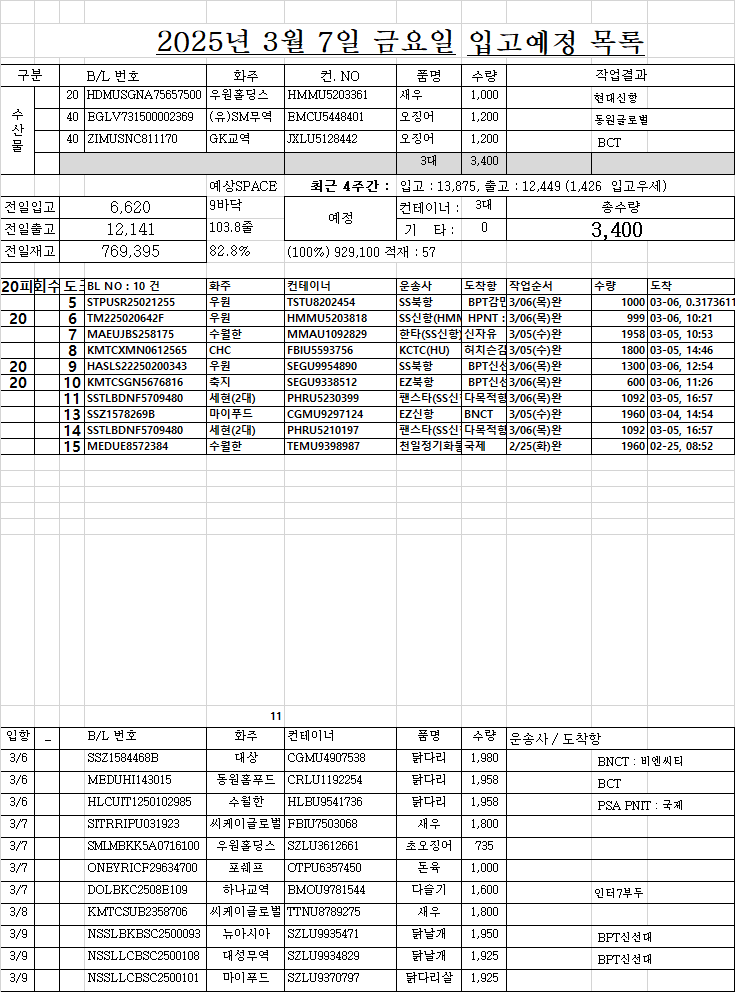 2025년 3월 7일 금요일 입고예정 목록
구분 B/L 번호 화주 컨. NO 품명 수량 작업결과
수산물
20 HDMUSGNA75657500 우원홀딩스 HMMU5203361 새우 1,000 현대신항
40 EGLV731500002369 (유)SM무역 EMCU5448401 오징어 1,200 동원글로벌
40 ZIMUSNC811170 GK교역 JXLU5128442 오징어 1,200 BCT
3대 3,400
예상SPACE 최근 4주간 : 입고 : 13,875, 출고 : 12,449 (1,426 입고우세)
전일입고 6,620 9바닥 예정 컨테이너 : 3대 총수량
전일출고 12,141 103.8줄 기 타 : 0 3,400
전일재고 769,395 82.8% (100%) 929,100 적재 : 57
20피 회수 도크 BL NO : 10 건 화주 컨테이너 운송사 도착항 작업순서 수량 도착
5 STPUSR25021255 우원 TSTU8202454 SS북항 BPT감만 3/06(목)완 1000 03-06, 0.3173611
20 6 TM225020642F 우원 HMMU5203818 SS신항(HMM HPNT : 3/06(목)완 999 03-06, 10:21
7 MAEUJBS258175 수월한 MMAU1092829 한타(SS신항) 신자유 3/05(수)완 1958 03-05, 10:53
8 KMTCXMN0612565 CHC FBIU5593756 KCTC(HU) 허치슨감 3/05(수)완 1800 03-05, 14:46
20 9 HASLS22250200343 우원 SEGU9954890 SS북항 BPT신선 3/06(목)완 1300 03-06, 12:54
20 10 KMTCSGN5676816 축지 SEGU9338512 EZ북항 BPT신선 3/06(목)완 600 03-06, 11:26
11 SSTLBDNF5709480 세현(2대) PHRU5230399 팬스타(SS신항 다목적항 3/06(목)완 1092 03-05, 16:57
13 SSZ1578269B 마이푸드 CGMU9297124 EZ신항 BNCT 3/05(수)완 1960 03-04, 14:54
14 SSTLBDNF5709480 세현(2대) PHRU5210197 팬스타(SS신항 다목적항 3/06(목)완 1092 03-05, 16:57
15 MEDUE8572384 수월한 TEMU9398987 천일정기화물 국제 2/25(화)완 1960 02-25, 08:52
11
입항 _ B/L 번호 화주 컨테이너 품명 수량 운송사 / 도착항
3/6 SSZ1584468B 대상 CGMU4907538 닭다리 1,980 BNCT : 비엔씨티
3/6 MEDUHI143015 동원홈푸드 CRLU1192254 닭다리 1,958 BCT
3/6 HLCUIT1250102985 수월한 HLBU9541736 닭다리 1,958 PSA PNIT : 국제
3/7 SITRRIPU031923 씨케이글로벌 FBIU7503068 새우 1,800
3/7 SMLMBKK5A0716100 우원홀딩스 SZLU3612661 초오징어 735
3/7 ONEYRICF29634700 포쉐프 OTPU6357450 돈육 1,000
3/7 DOLBKC2508E109 하나교역 BMOU9781544 다슬기 1,600 인터7부두
3/8 KMTCSUB2358706 씨케이글로벌 TTNU8789275 새우 1,800
3/9 NSSLBKBSC2500093 뉴아시아 SZLU9935471 닭날개 1,950 BPT신선대
3/9 NSSLLCBSC2500108 대성무역 SZLU9934829 닭날개 1,925 BPT신선대
3/9 NSSLLCBSC2500101 마이푸드 SZLU9370797 닭다리살 1,925